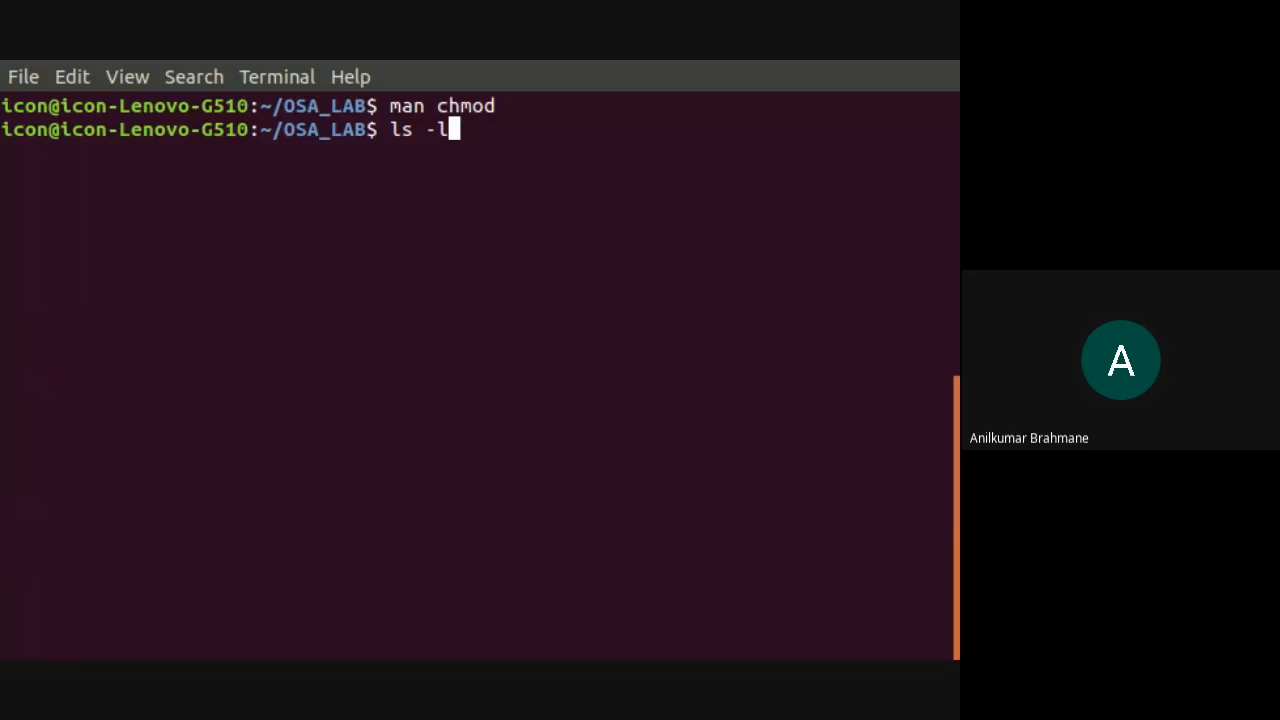 File Edit View Search Terminal Help
icon@icon-Lenovo-G510:~/OSA_LAB$ man chmod
icon@icon-Lenovo-G510:~/OSA_LAB$ ls -l
A
Anilkumar Brahmane